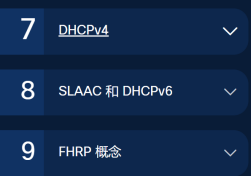 7 DHCPv4
8 SLAAC 和 DHCPv6
9 FHRP 概念